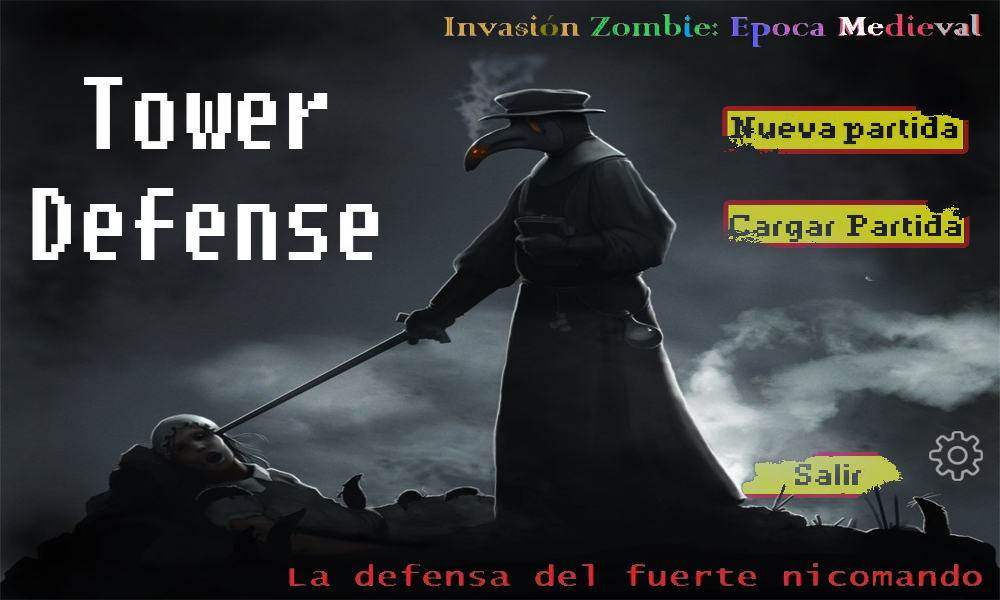 Invasión Zombie: Epoca Medieval
Tower
Defense
Nueva partida
Cargar Partida
Salir
La defensa del fuerte nicomando